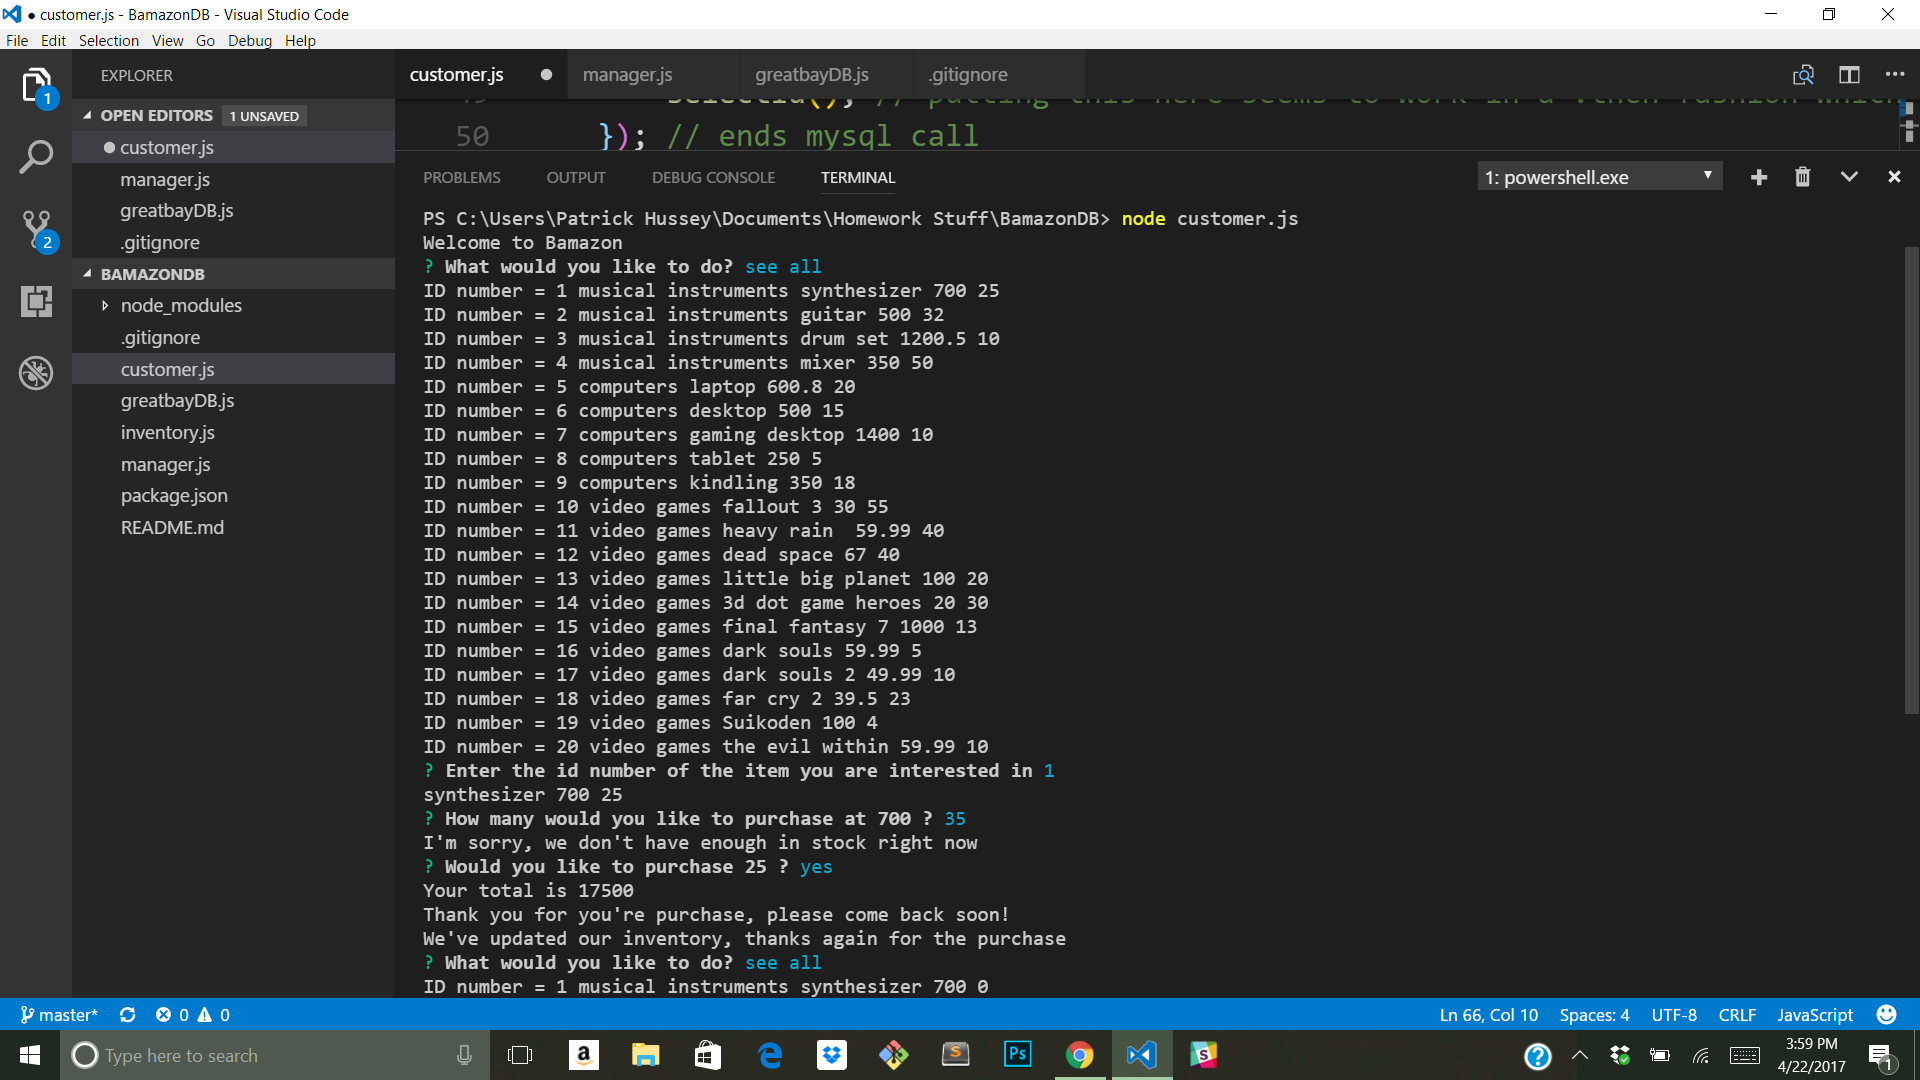 ● customer.js - BamazonDB - Visual Studio Code
File Edit Selection View Go Debug Help
EXPLORER
OPEN EDITORS 1 UNSAVED
customer.js
manager.js
greatbayDB.js
.gitignore
BAMAZONDB
node_modules
.gitignore
customer.js
greatbayDB.js
inventory.js
manager.js
package.json
README.md
1
2
customer.js manager.js greatbayDB.js .gitignore
49 selectId(); // putting this here seems to work in a .then fashion which
50 }); // ends mysql call
PROBLEMS OUTPUT DEBUG CONSOLE TERMINAL 1: powershell.exe
PS C:\Users\Patrick Hussey\Documents\Homework Stuff\BamazonDB> node customer.js
Welcome to Bamazon
? What would you like to do? see all
ID number = 1 musical instruments synthesizer 700 25
ID number = 2 musical instruments guitar 500 32
ID number = 3 musical instruments drum set 1200.5 10
ID number = 4 musical instruments mixer 350 50
ID number = 5 computers laptop 600.8 20
ID number = 6 computers desktop 500 15
ID number = 7 computers gaming desktop 1400 10
ID number = 8 computers tablet 250 5
ID number = 9 computers kindling 350 18
ID number = 10 video games fallout 3 30 55
ID number = 11 video games heavy rain  59.99 40
ID number = 12 video games dead space 67 40
ID number = 13 video games little big planet 100 20
ID number = 14 video games 3d dot game heroes 20 30
ID number = 15 video games final fantasy 7 1000 13
ID number = 16 video games dark souls 59.99 5
ID number = 17 video games dark souls 2 49.99 10
ID number = 18 video games far cry 2 39.5 23
ID number = 19 video games Suikoden 100 4
ID number = 20 video games the evil within 59.99 10
? Enter the id number of the item you are interested in 1
synthesizer 700 25
? How many would you like to purchase at 700 ? 35
I'm sorry, we don't have enough in stock right now
? Would you like to purchase 25 ? yes
Your total is 17500
Thank you for you're purchase, please come back soon!
We've updated our inventory, thanks again for the purchase
? What would you like to do? see all
ID number = 1 musical instruments synthesizer 700 0
master* 0 0 Ln 66, Col 10 Spaces: 4 UTF-8 CRLF JavaScript
Type here to search
a
S
Ps
3:59 PM
4/22/2017
1